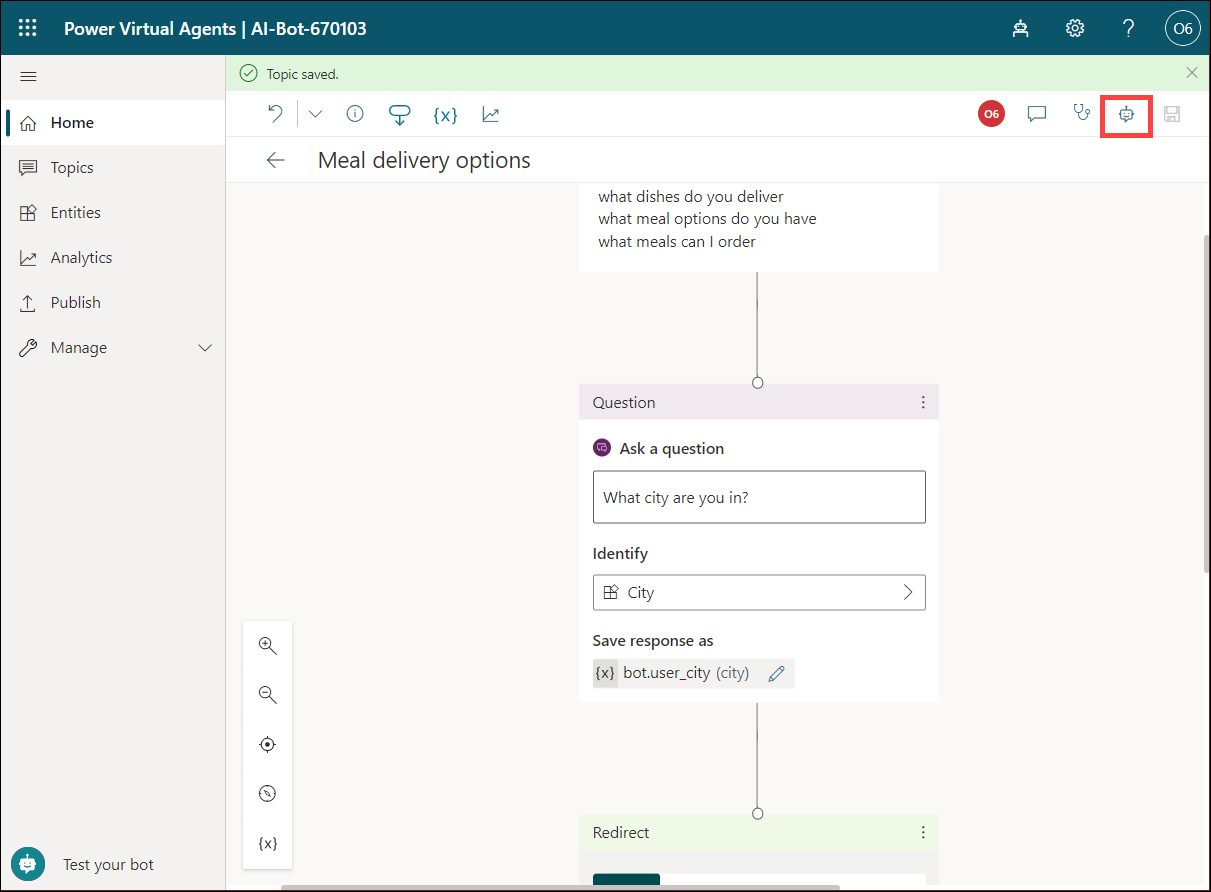 Power Virtual Agents | AI-Bot-670103
?
O6
Topic saved.
{x}
O6
Home
Topics
Entities
Analytics
Publish
Manage
Test your bot
Meal delivery options
what dishes do you deliver
what meal options do you have
what meals can I order
Question
Ask a question
What city are you in?
Identify
City
Save response as
{x} bot.user_city (city)
{x}
Redirect